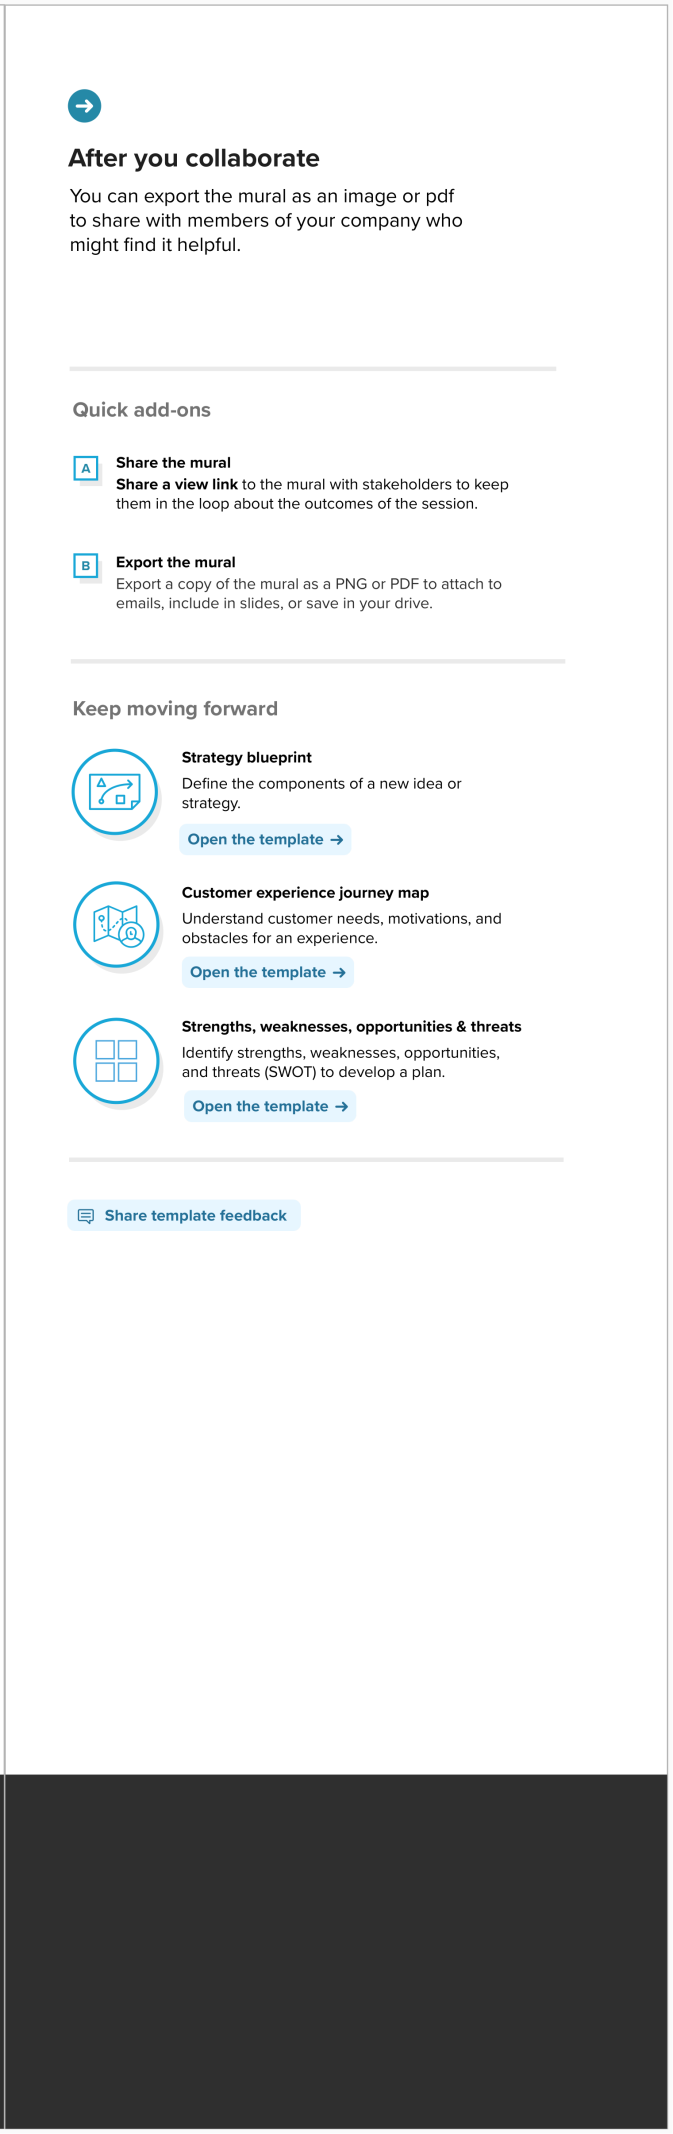 After you collaborate
You can export the mural as an image or pdf
to share with members of your company who
might find it helpful.
Quick add-ons
A
Share the mural
Share a view link to the mural with stakeholders to keep
them in the loop about the outcomes of the session.
B
Export the mural
Export a copy of the mural as a PNG or PDF to attach to
emails, include in slides, or save in your drive.
Keep moving forward
Strategy blueprint
Define the components of a new idea or
strategy.
Open the template →
Customer experience journey map
Understand customer needs, motivations, and
obstacles for an experience.
Open the template →
Strengths, weaknesses, opportunities & threats
Identify strengths, weaknesses, opportunities,
and threats (SWOT) to develop a plan.
Open the template →
Share template feedback